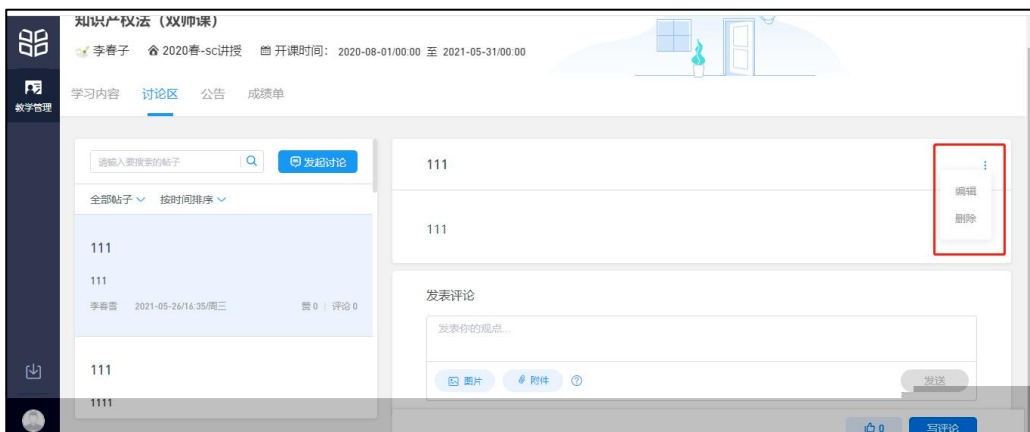 知识产权法（双师课）
李春子 2020春-sc讲授 开课时间： 2020-08-01/00:00 至 2021-05-31/00:00
教学管理
学习内容 讨论区 公告 成绩单
请输入要搜索的帖子 发起讨论
全部帖子 按时间排序
111
111
李春雪 2021-05-26/16:35/周三 赞 0 | 评论 0
111
1111
111
编辑
删除
111
发表评论
发表你的观点...
图片 附件 发送
0 写评论